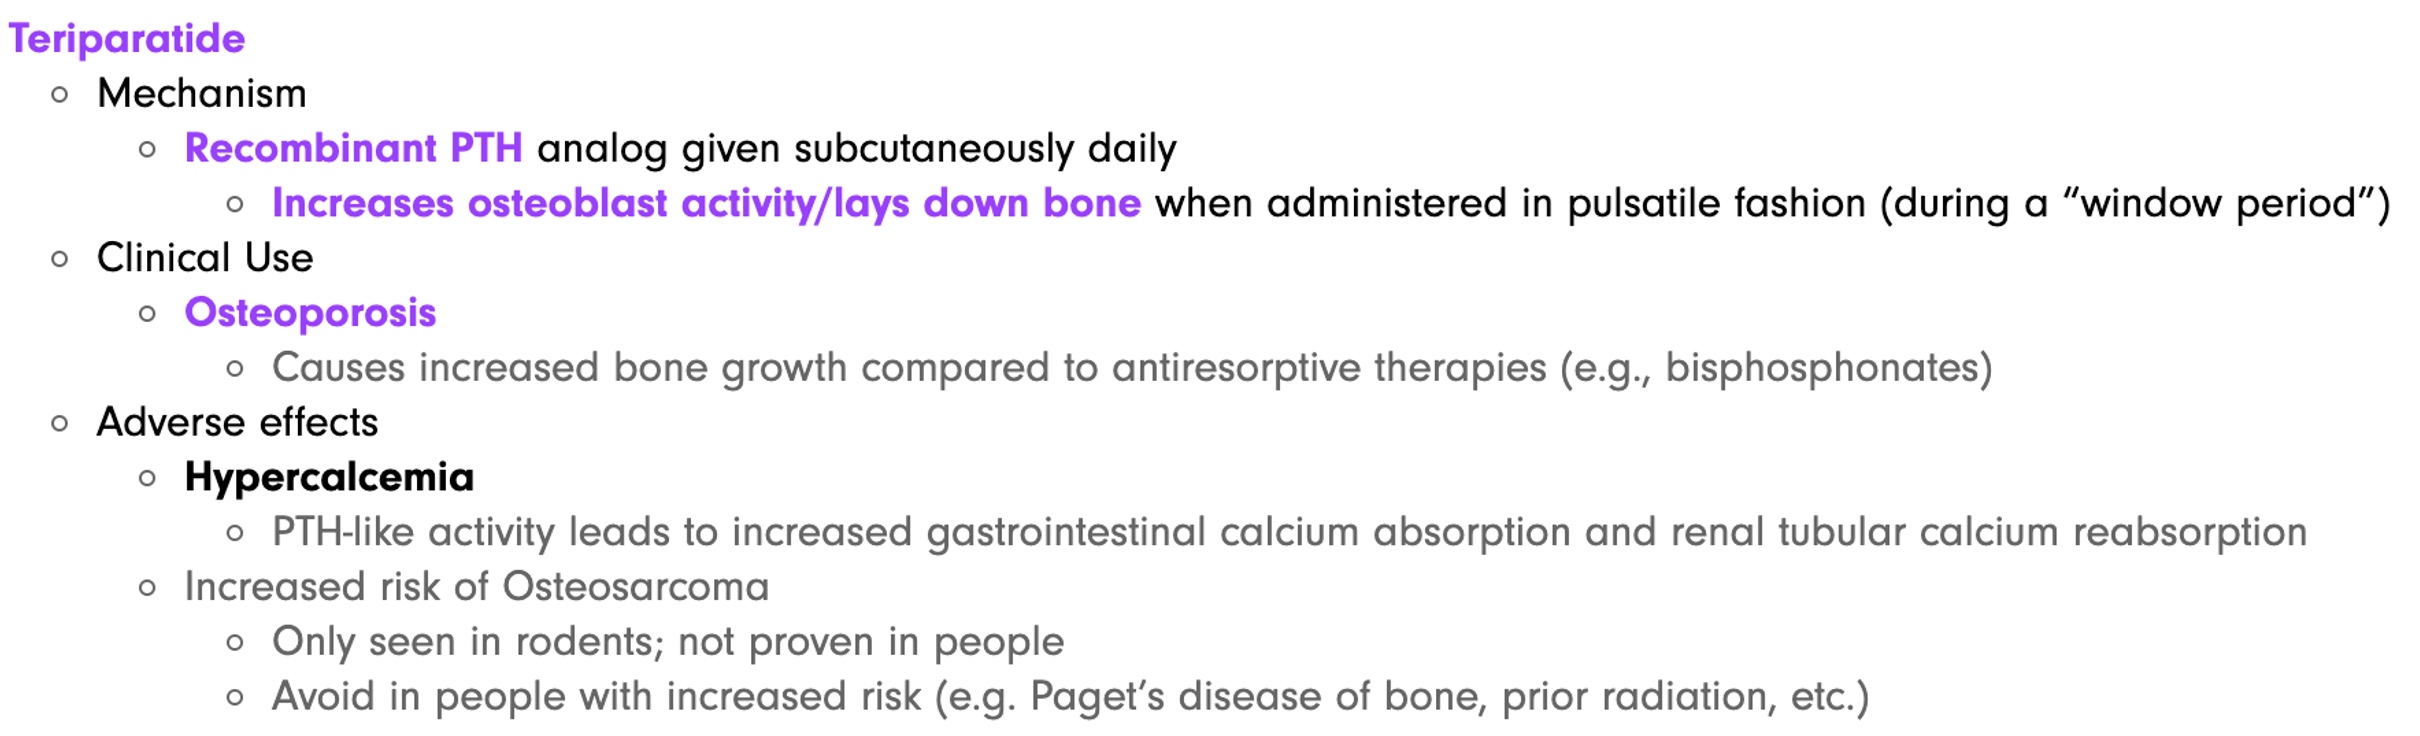 Teriparatide
Mechanism
Recombinant PTH analog given subcutaneously daily
Increases osteoblast activity/lays down bone when administered in pulsatile fashion (during a “window period”)
Clinical Use
Osteoporosis
Causes increased bone growth compared to antiresorptive therapies (e.g., bisphosphonates)
Adverse effects
Hypercalcemia
PTH-like activity leads to increased gastrointestinal calcium absorption and renal tubular calcium reabsorption
Increased risk of Osteosarcoma
Only seen in rodents; not proven in people
Avoid in people with increased risk (e.g. Paget’s disease of bone, prior radiation, etc.)